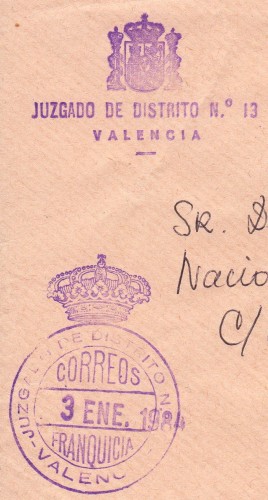 JUZGADO DE DISTRITO N.º 13
VALENCIA
SR. D
Nacio
C/
JUZGADO DE DISTRITO N
CORREOS
3 ENE. 1984
FRANQUICIA
-VALENC